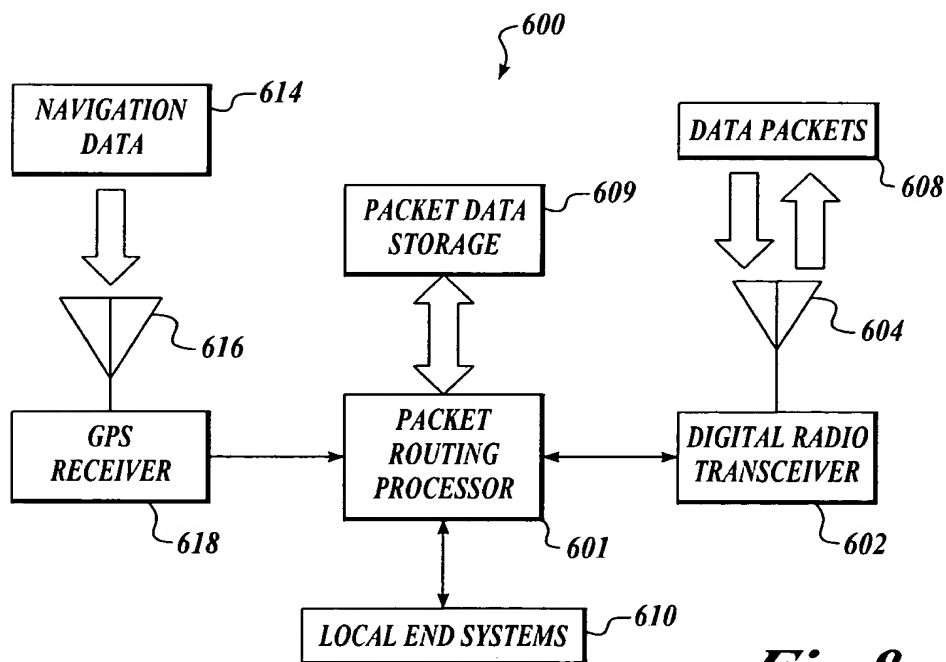 600
NAVIGATION
DATA
614
DATA PACKETS
608
PACKET DATA
STORAGE
609
616
604
GPS
RECEIVER
618
PACKET
ROUTING
PROCESSOR
601
DIGITAL RADIO
TRANSCEIVER
602
LOCAL END SYSTEMS
610